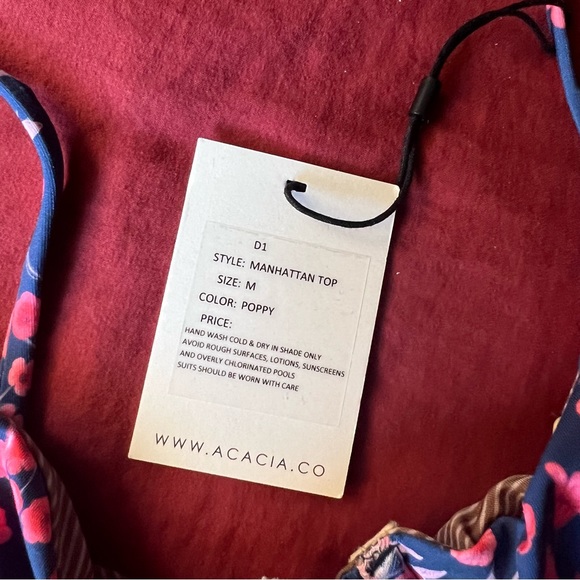 D1
STYLE: MANHATTAN TOP
SIZE: M
COLOR: POPPY
PRICE:
HAND WASH COLD & DRY IN SHADE ONLY
AVOID ROUGH SURFACES, LOTIONS, SUNSCREENS
AND OVERLY CHLORINATED POOLS
SUITS SHOULD BE WORN WITH CARE
WWW.ACACIA.CO